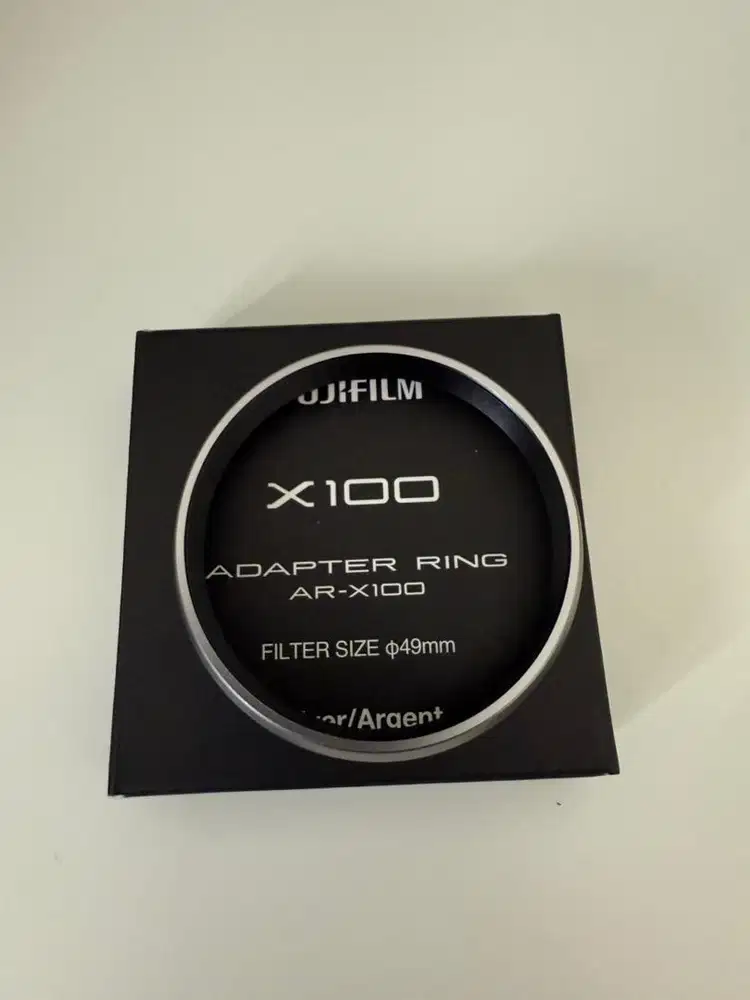 UJIFILM
X100
ADAPTER RING
AR-X100
FILTER SIZE φ49mm
ver/Argent